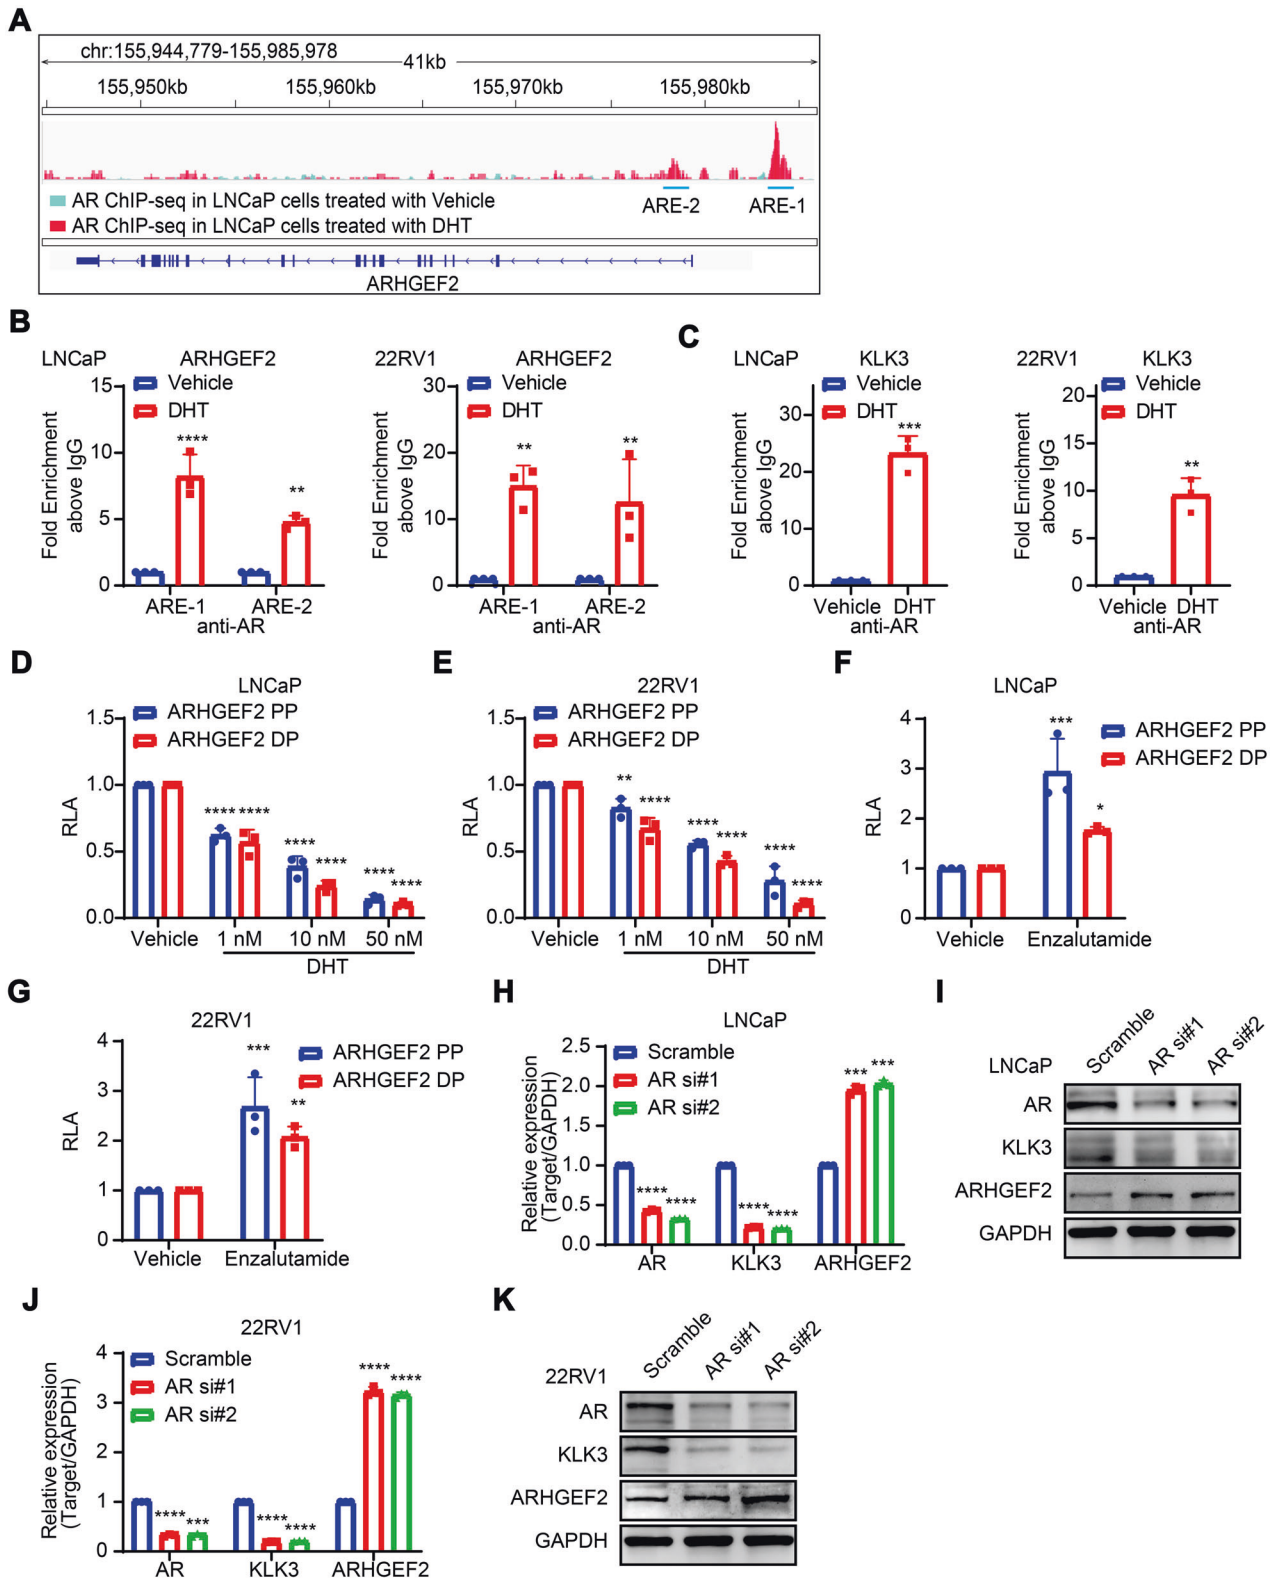 A
chr:155,944,779-155,985,978
41kb
155,950kb 155,960kb 155,970kb 155,980kb
AR ChIP-seq in LNCaP cells treated with Vehicle
AR ChIP-seq in LNCaP cells treated with DHT
ARE-2 ARE-1
ARHGEF2
B
LNCaP ARHGEF2
Vehicle
DHT
Fold Enrichment
above IgG
15
10
5
0
**** **
ARE-1 ARE-2
anti-AR
22RV1 ARHGEF2
Vehicle
DHT
Fold Enrichment
above IgG
30
20
10
0
** **
ARE-1 ARE-2
anti-AR
C
LNCaP KLK3
Vehicle
DHT
Fold Enrichment
above IgG
30
20
10
0
***
Vehicle DHT
anti-AR
22RV1 KLK3
Vehicle
DHT
Fold Enrichment
above IgG
20
15
10
5
0
**
Vehicle DHT
anti-AR
D
LNCaP
ARHGEF2 PP
ARHGEF2 DP
RLA
1.5
1.0
0.5
0.0
**** **** **** **** **** ****
Vehicle 1 nM 10 nM 50 nM
DHT
E
22RV1
ARHGEF2 PP
ARHGEF2 DP
RLA
1.5
1.0
0.5
0.0
** **** **** **** **** ****
Vehicle 1 nM 10 nM 50 nM
DHT
F
LNCaP
ARHGEF2 PP
ARHGEF2 DP
RLA
4
3
2
1
0
*** *
Vehicle Enzalutamide
G
22RV1
ARHGEF2 PP
ARHGEF2 DP
RLA
4
3
2
1
0
*** **
Vehicle Enzalutamide
H
LNCaP
Scramble
AR si#1
AR si#2
Relative expression
(Target/GAPDH)
2.5
2.0
1.5
1.0
0.5
0.0
**** **** **** **** *** ***
AR KLK3 ARHGEF2
I
LNCaP Scramble AR si#1 AR si#2
AR
KLK3
ARHGEF2
GAPDH
J
22RV1
Scramble
AR si#1
AR si#2
Relative expression
(Target/GAPDH)
4
3
2
1
0
**** *** **** **** **** ****
AR KLK3 ARHGEF2
K
22RV1 Scramble AR si#1 AR si#2
AR
KLK3
ARHGEF2
GAPDH